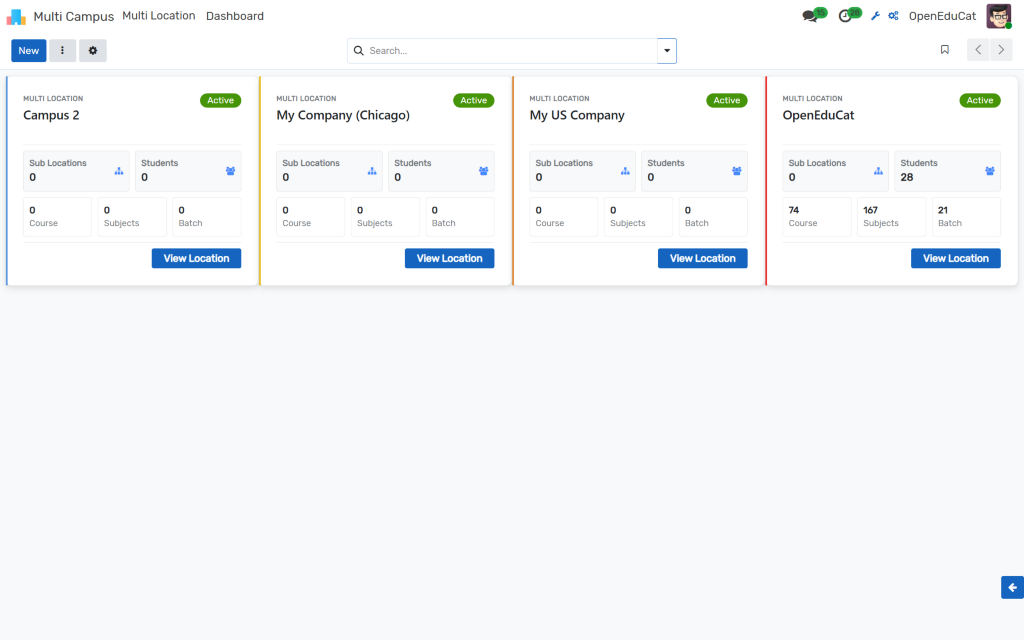 Multi Campus Multi Location Dashboard 15 28 OpenEduCat
New Search...
MULTI LOCATION Active
Campus 2
Sub Locations Students
0 0
0 0 0
Course Subjects Batch
View Location
MULTI LOCATION Active
My Company (Chicago)
Sub Locations Students
0 0
0 0 0
Course Subjects Batch
View Location
MULTI LOCATION Active
My US Company
Sub Locations Students
0 0
0 0 0
Course Subjects Batch
View Location
MULTI LOCATION Active
OpenEduCat
Sub Locations Students
0 28
74 167 21
Course Subjects Batch
View Location